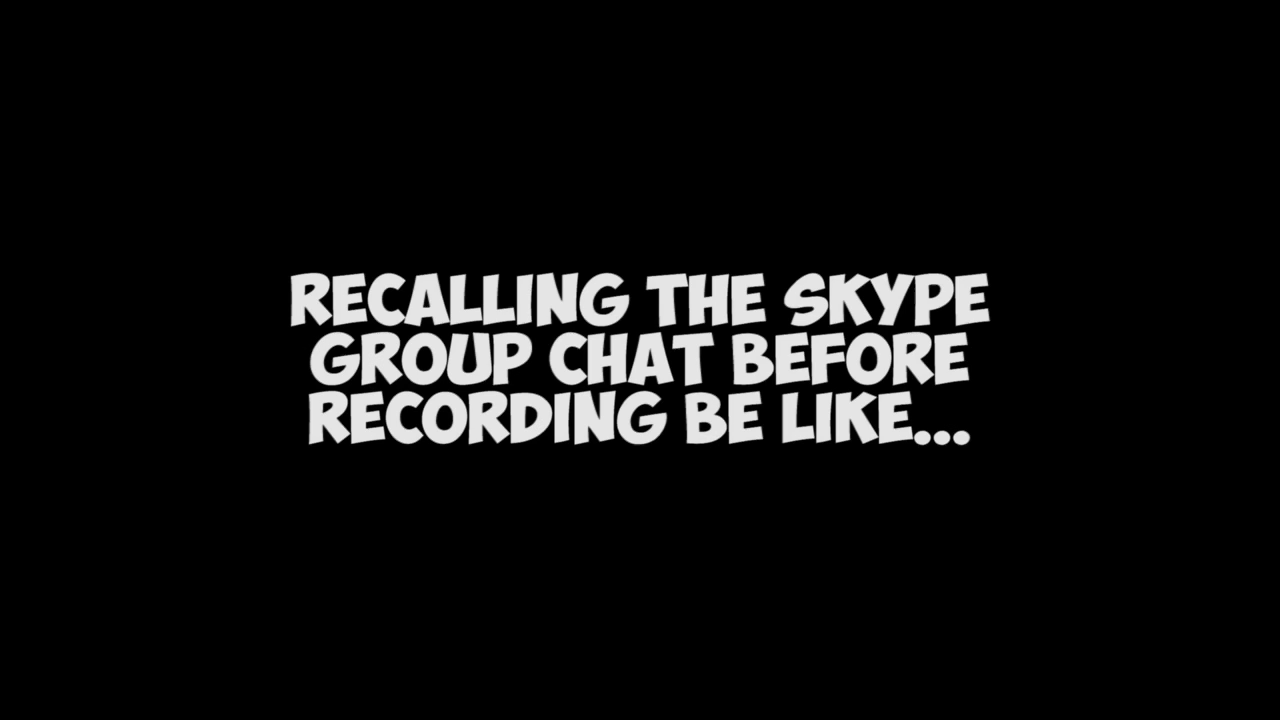 RECALLING THE SKYPE
GROUP CHAT BEFORE
RECORDING BE LIKE...